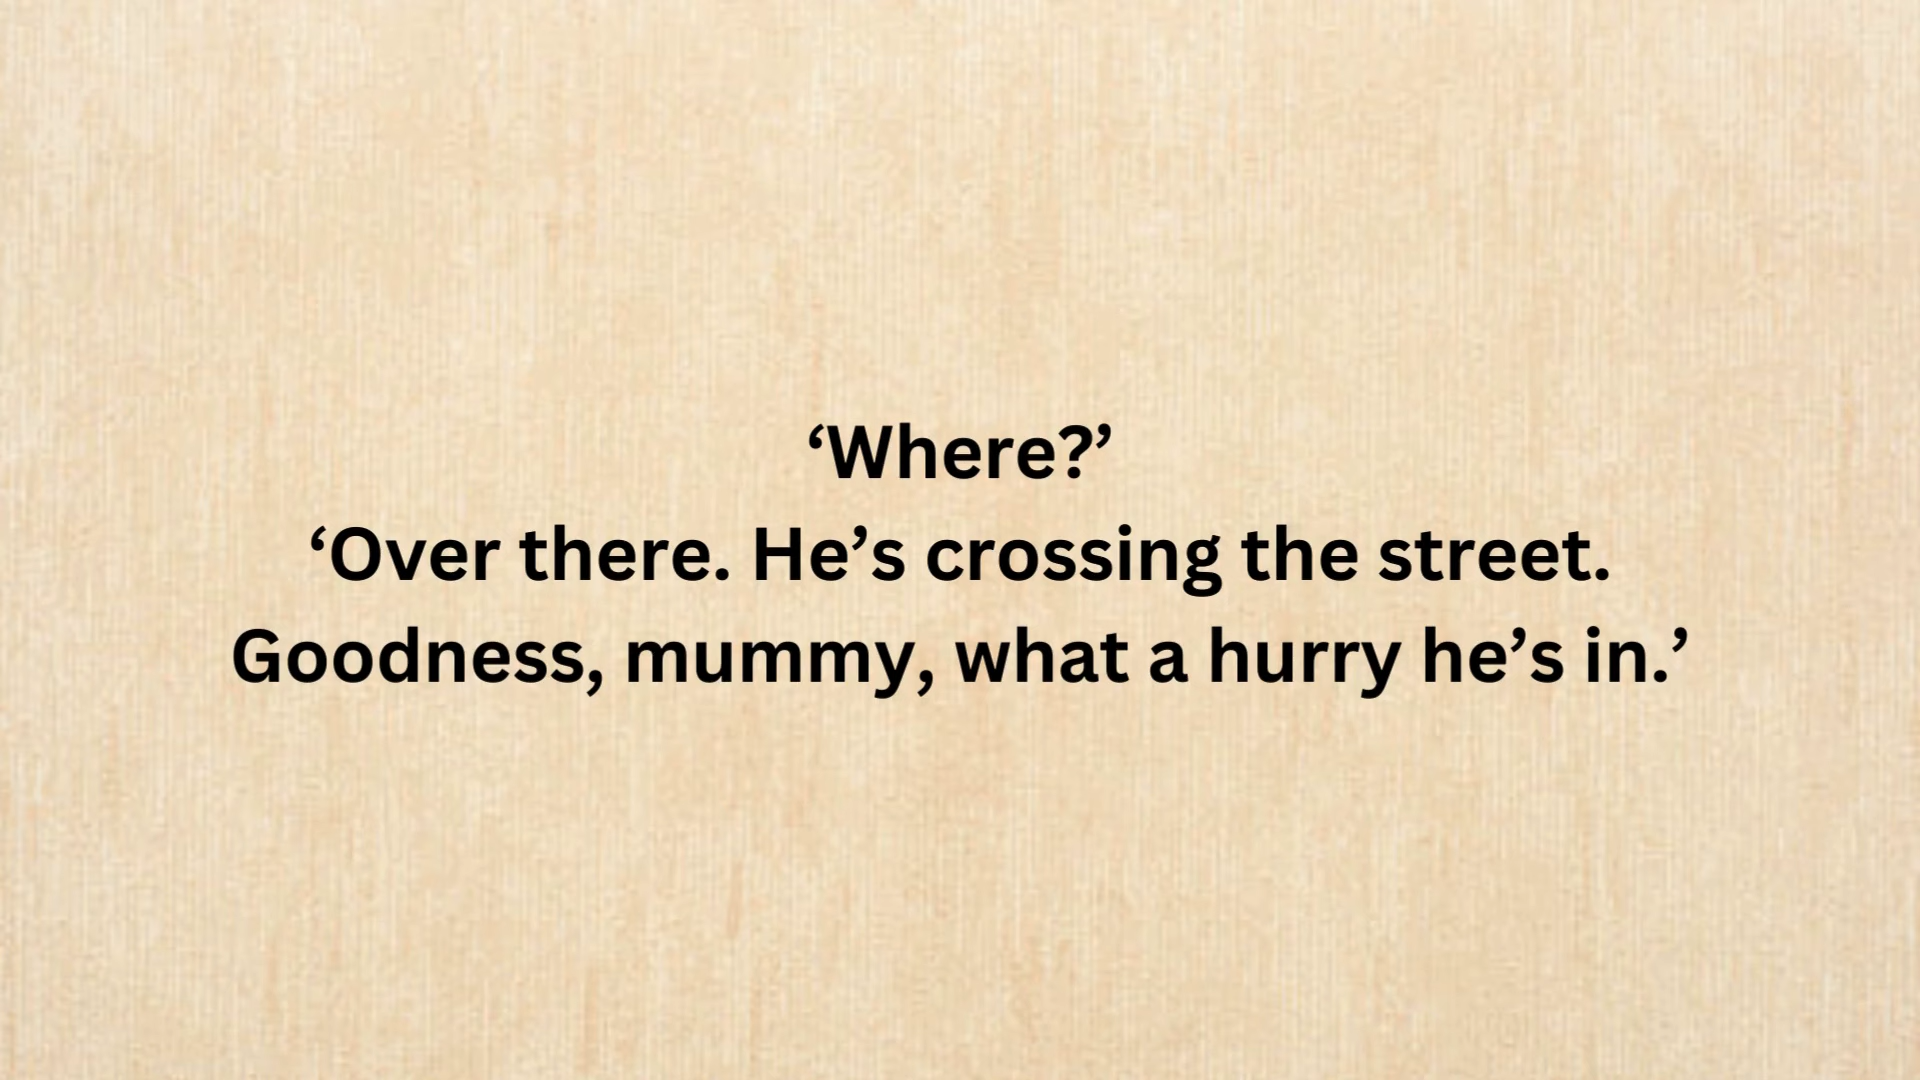 ‘Where?’
‘Over there. He’s crossing the street.
Goodness, mummy, what a hurry he’s in.’